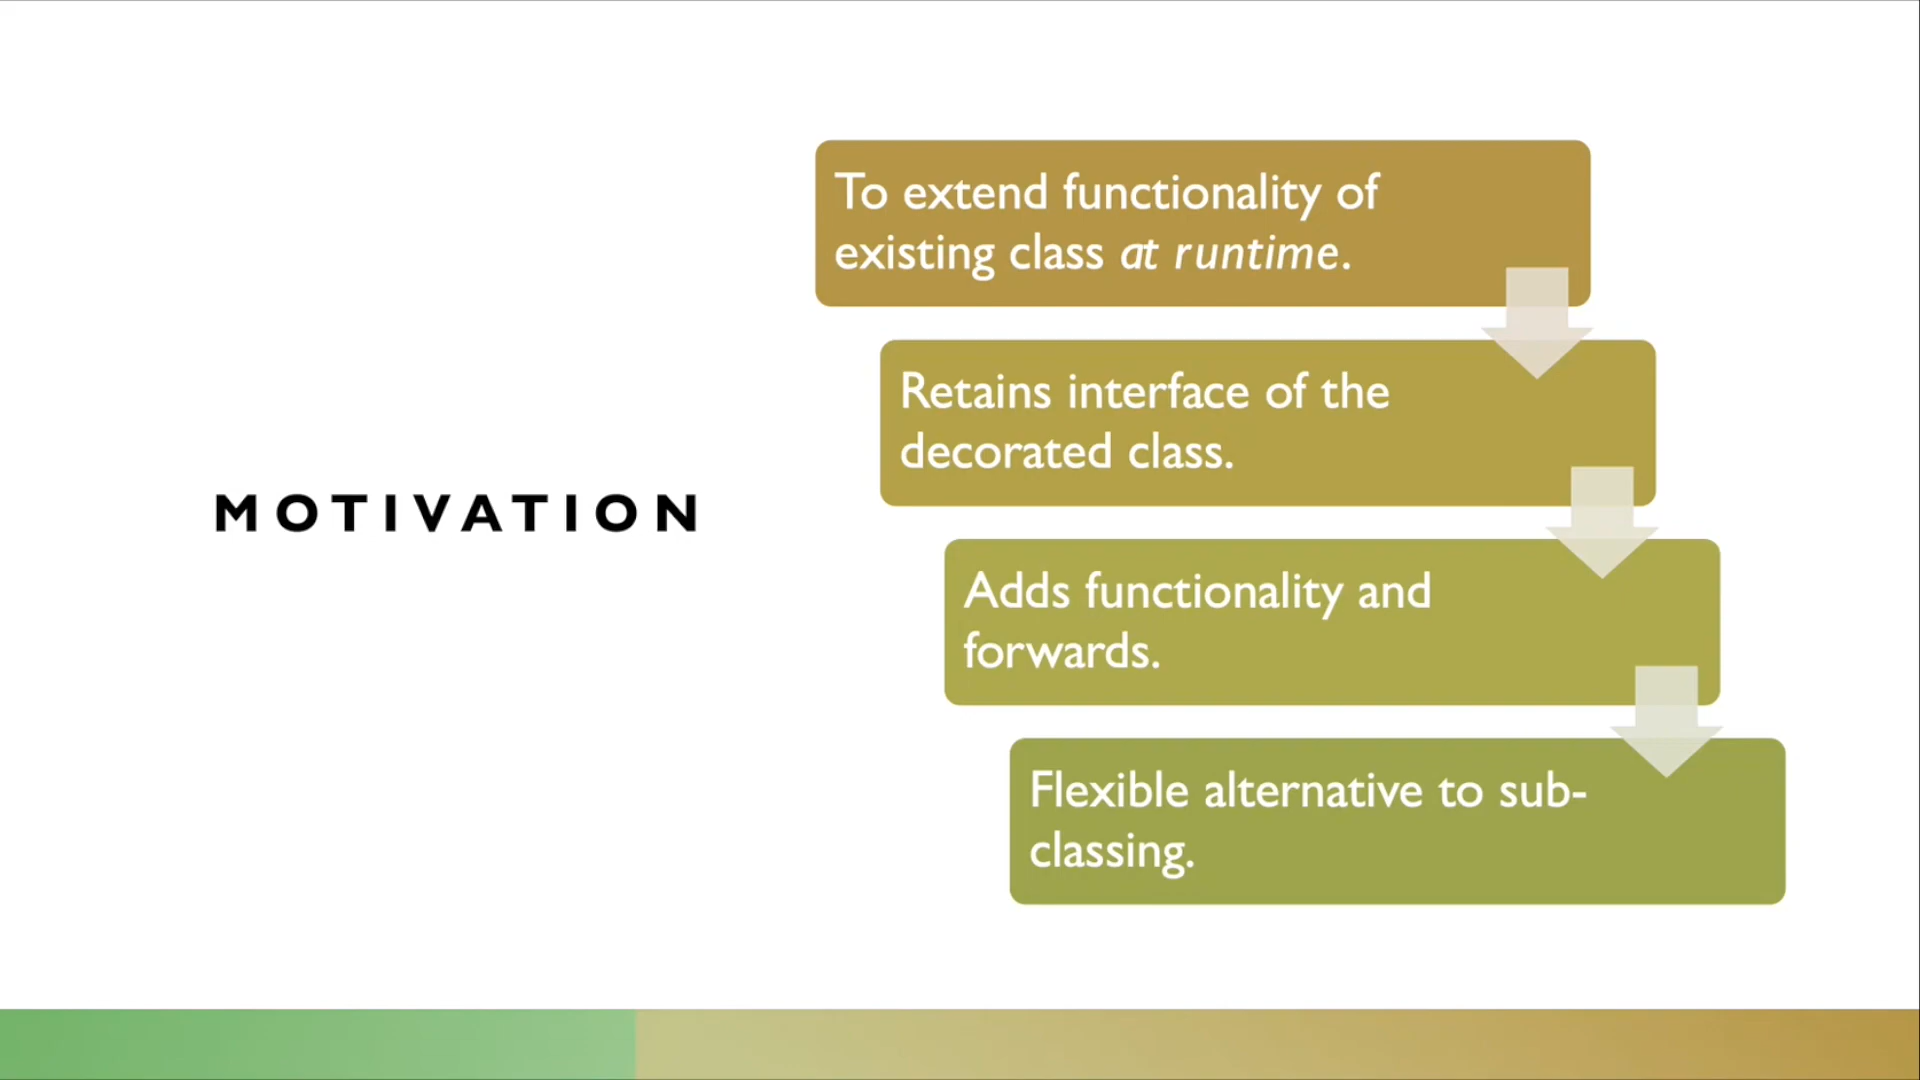 MOTIVATION
To extend functionality of
existing class at runtime.
Retains interface of the
decorated class.
Adds functionality and
forwards.
Flexible alternative to sub-
classing.